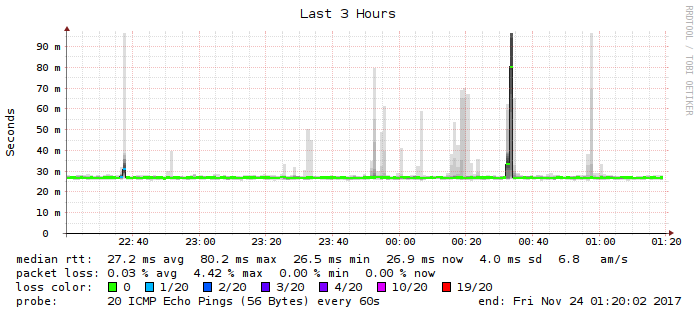 Last 3 Hours
RRDTOOL / TOBI OETIKER
Seconds
90 m
80 m
70 m
60 m
50 m
40 m
30 m
20 m
10 m
0
22:40 23:00 23:20 23:40 00:00 00:20 00:40 01:00 01:20
median rtt: 27.2 ms avg 80.2 ms max 26.5 ms min 26.9 ms now 4.0 ms sd 6.8 am/s
packet loss: 0.03 % avg 4.42 % max 0.00 % min 0.00 % now
loss color: 0 1/20 2/20 3/20 4/20 10/20 19/20
probe: 20 ICMP Echo Pings (56 Bytes) every 60s end: Fri Nov 24 01:20:02 2017